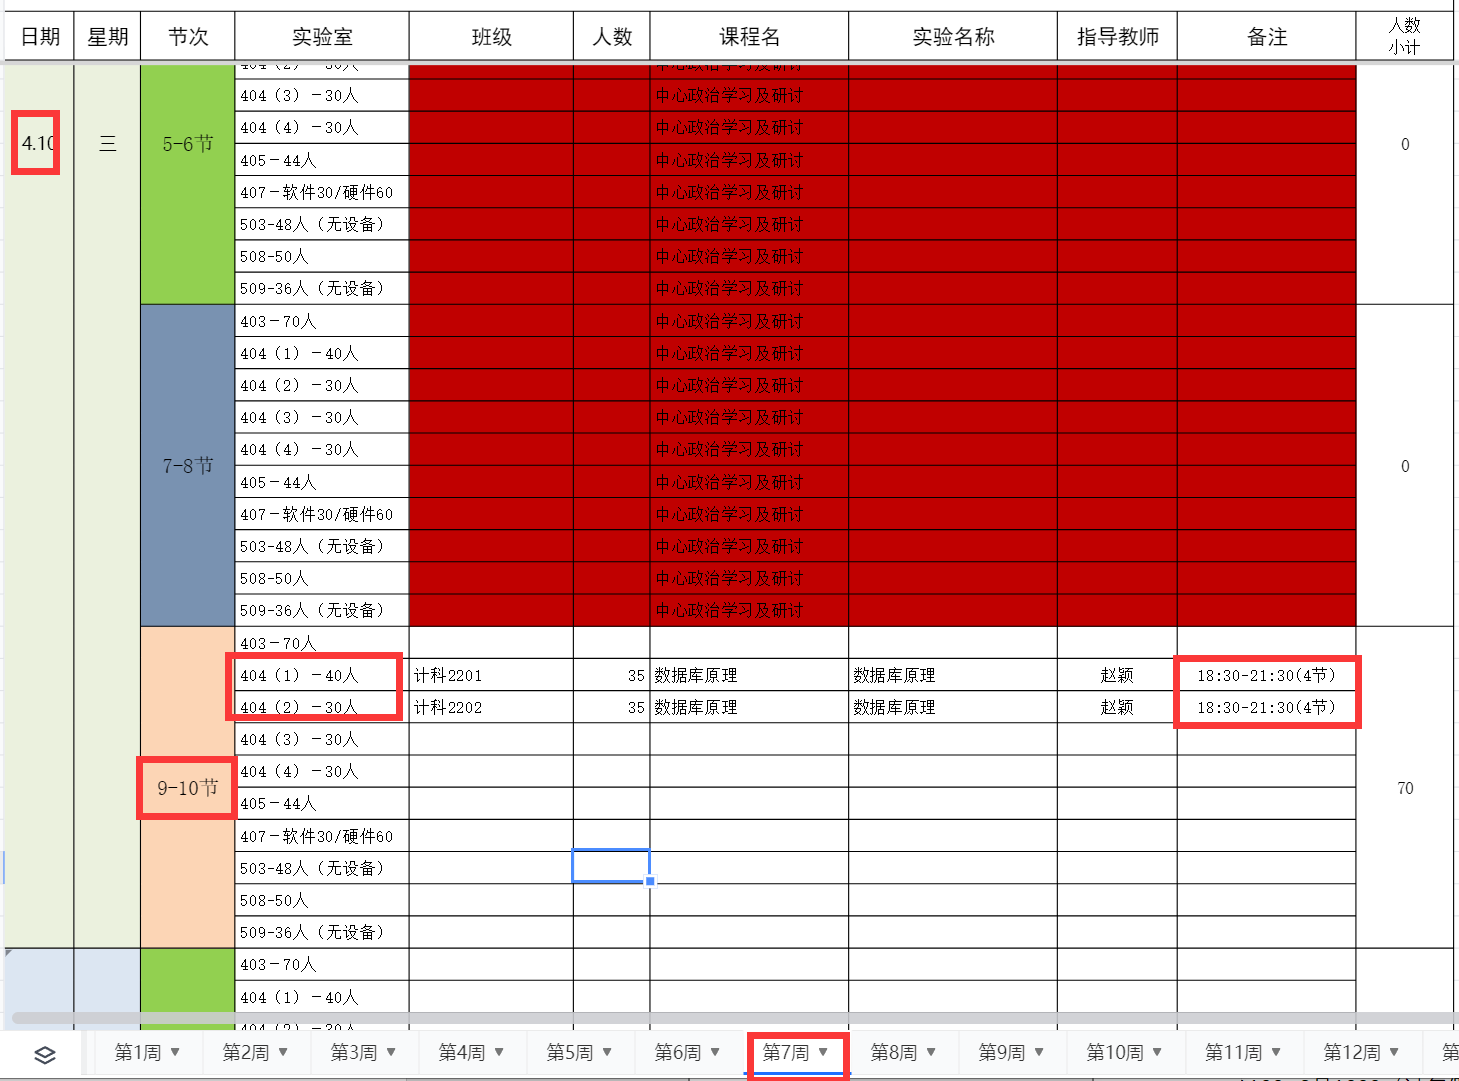 日期 星期 节次 实验室 班级 人数 课程名 实验名称 指导教师 备注 人数小计
404（2）－30人 中心政治学习及研讨
404（3）－30人 中心政治学习及研讨
404（4）－30人 中心政治学习及研讨
4.10 三 5-6节 0
405－44人 中心政治学习及研讨
407－软件30/硬件60 中心政治学习及研讨
503-48人（无设备） 中心政治学习及研讨
508-50人 中心政治学习及研讨
509-36人（无设备） 中心政治学习及研讨
403－70人 中心政治学习及研讨
404（1）－40人 中心政治学习及研讨
404（2）－30人 中心政治学习及研讨
404（3）－30人 中心政治学习及研讨
404（4）－30人 中心政治学习及研讨
7-8节 0
405－44人 中心政治学习及研讨
407－软件30/硬件60 中心政治学习及研讨
503-48人（无设备） 中心政治学习及研讨
508-50人 中心政治学习及研讨
509-36人（无设备） 中心政治学习及研讨
403－70人
404（1）－40人 计科2201 35 数据库原理 数据库原理 赵颖 18:30-21:30(4节)
404（2）－30人 计科2202 35 数据库原理 数据库原理 赵颖 18:30-21:30(4节)
404（3）－30人
404（4）－30人
9-10节 70
405－44人
407－软件30/硬件60
503-48人（无设备）
508-50人
509-36人（无设备）
403－70人
404（1）－40人
404（2）－30人
第1周 第2周 第3周 第4周 第5周 第6周 第7周 第8周 第9周 第10周 第11周 第12周 第